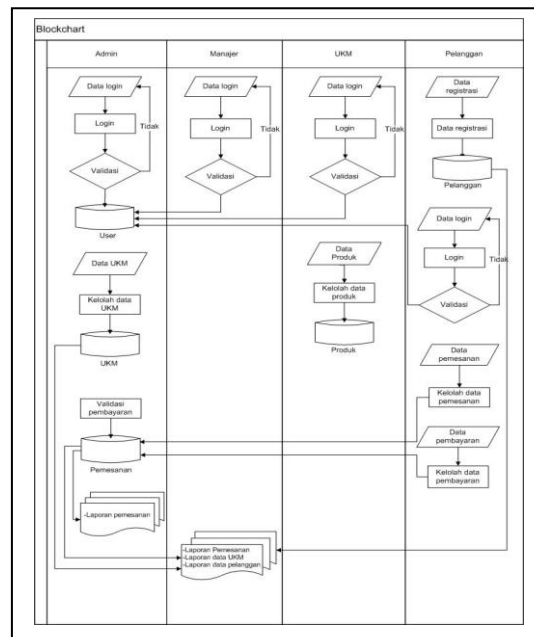 Blockchart
Admin
Manajer
UKM
Pelanggan
Data login
Login
Tidak
Validasi
User
Data UKM
Kelolah data
UKM
UKM
Validasi
pembayaran
Pemesanan
-Laporan pemesanan
Data login
Login
Tidak
Validasi
-Laporan Pemesanan
-Laporan data UKM
-Laporan data pelanggan
Data login
Login
Tidak
Validasi
Data
Produk
Kelolah data
produk
Produk
Data
registrasi
Data registrasi
Pelanggan
Data login
Login
Tidak
Validasi
Data
pemesanan
Kelolah data
pemesanan
Data
pembayaran
Kelolah data
pembayaran